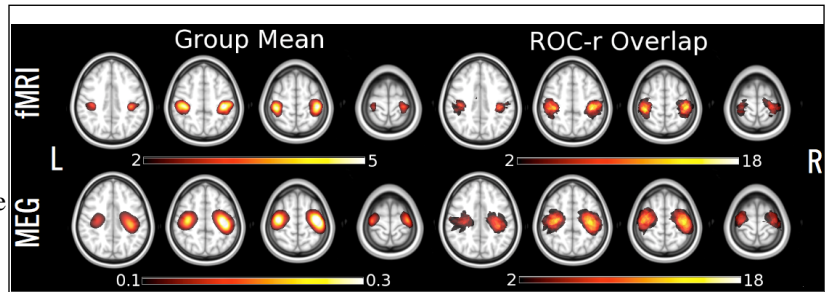 Group Mean ROC-r Overlap
fMRI
L R
2 5 2 18
e
MEG
0.1 0.3 2 18